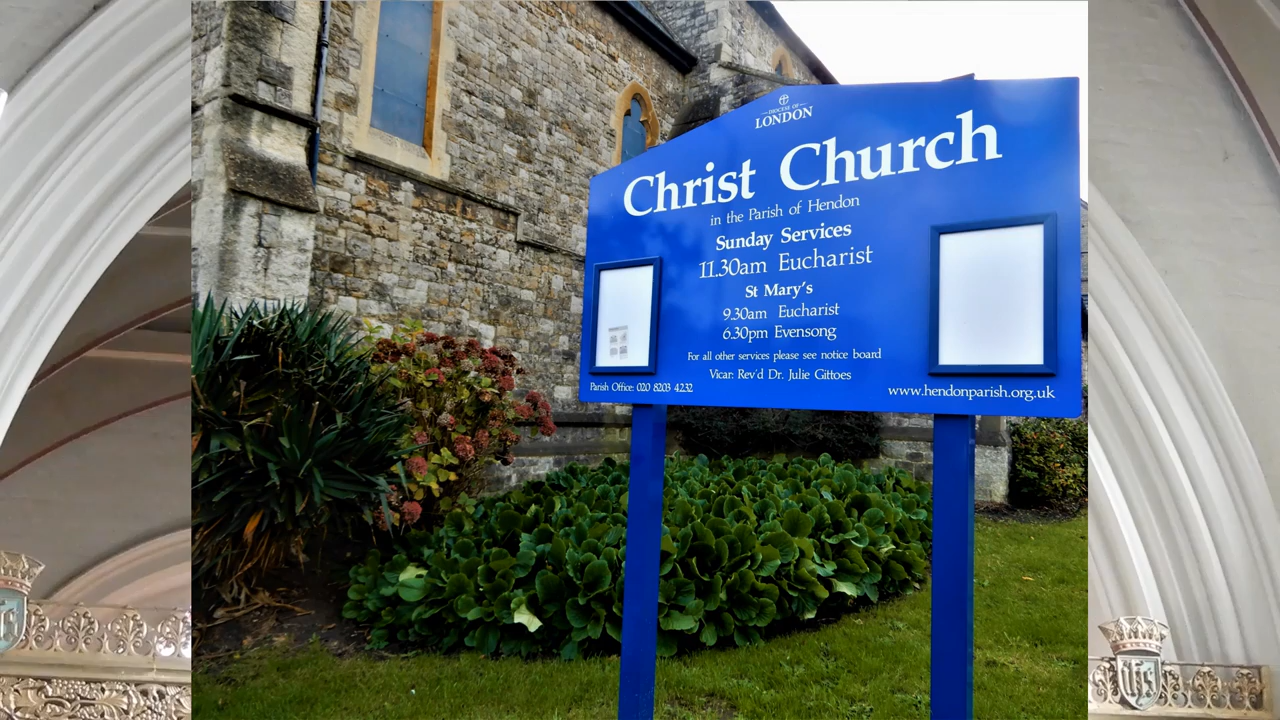 DIOCESE OF
LONDON
Christ Church
in the Parish of Hendon
Sunday Services
11.30am Eucharist
St Mary's
9.30am Eucharist
6.30pm Evensong
For all other services please see notice board
Vicar: Rev'd Dr. Julie Gittoes
Parish Office: 020 8203 4232
www.hendonparish.org.uk